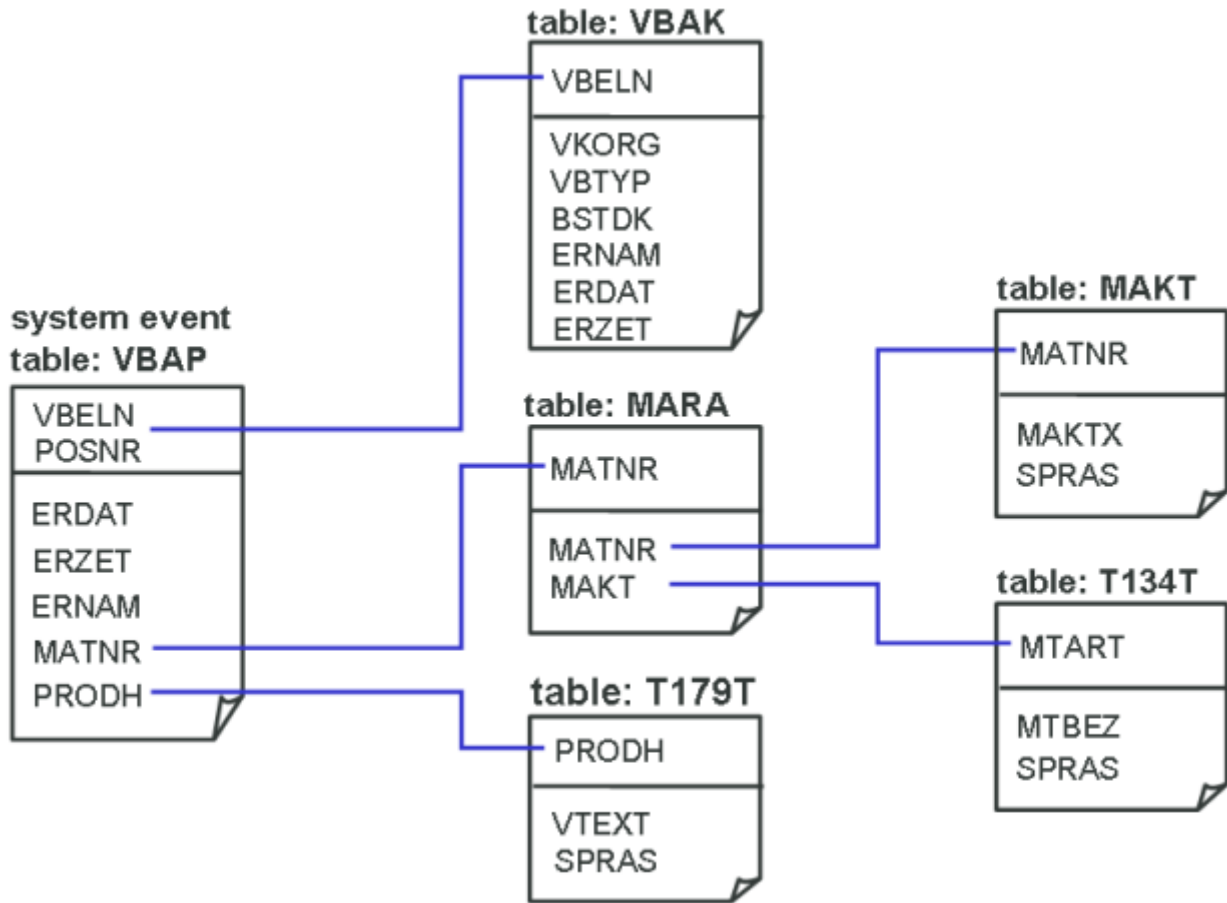 system event
table: VBAP
VBELN
POSNR
ERDAT
ERZET
ERNAM
MATNR
PRODH
table: VBAK
VBELN
VKORG
VBTYP
BSTDK
ERNAM
ERDAT
ERZET
table: MARA
MATNR
MATNR
MAKT
table: T179T
PRODH
VTEXT
SPRAS
table: MAKT
MATNR
MAKTX
SPRAS
table: T134T
MTART
MTBEZ
SPRAS